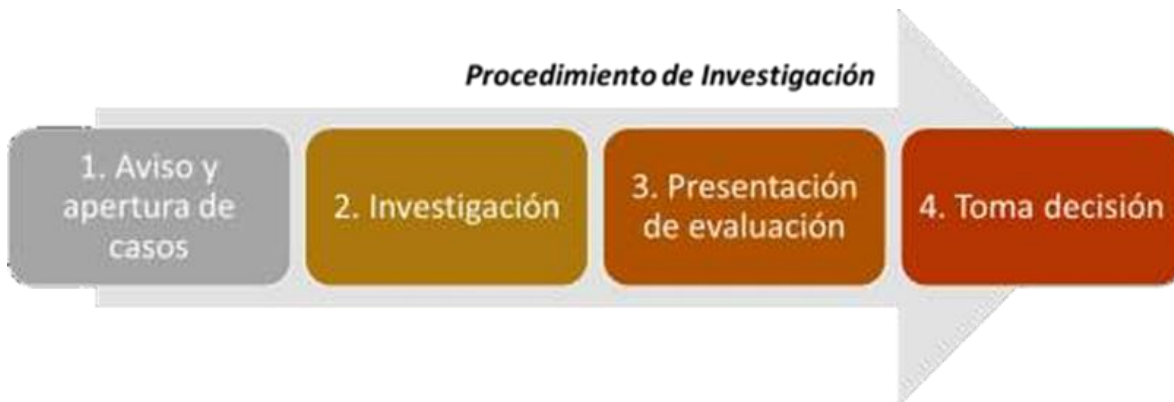 Procedimiento de Investigación
1. Aviso y
apertura de
casos
2. Investigación
3. Presentación
de evaluación
4. Toma decisión